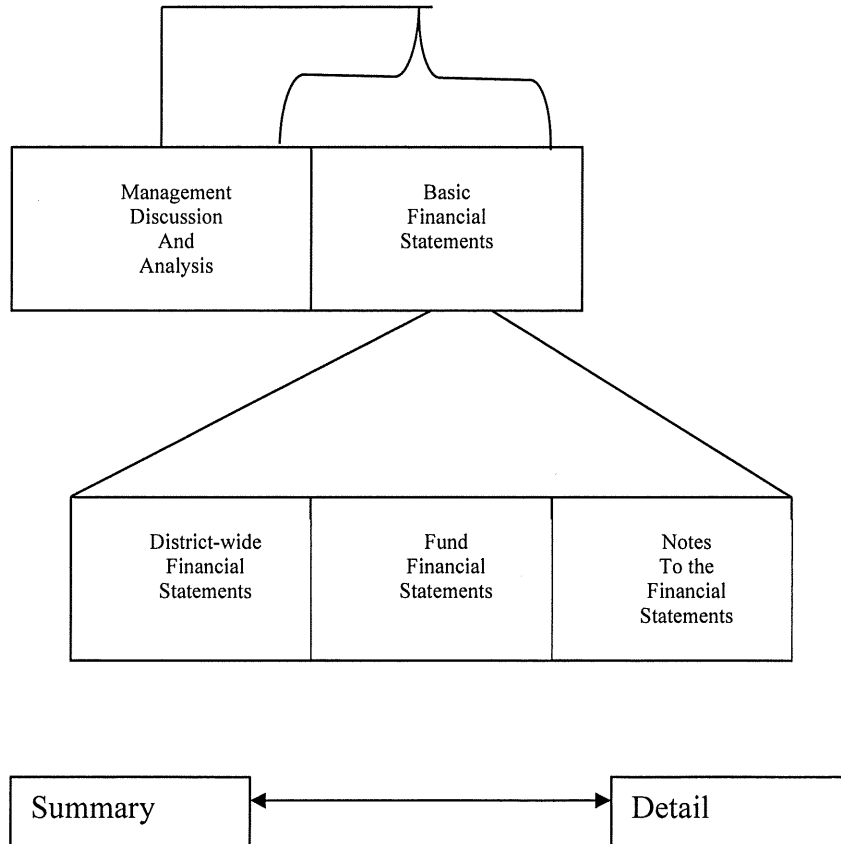 Management
Discussion
And
Analysis
Basic
Financial
Statements
District-wide
Financial
Statements
Fund
Financial
Statements
Notes
To the
Financial
Statements
Summary
Detail